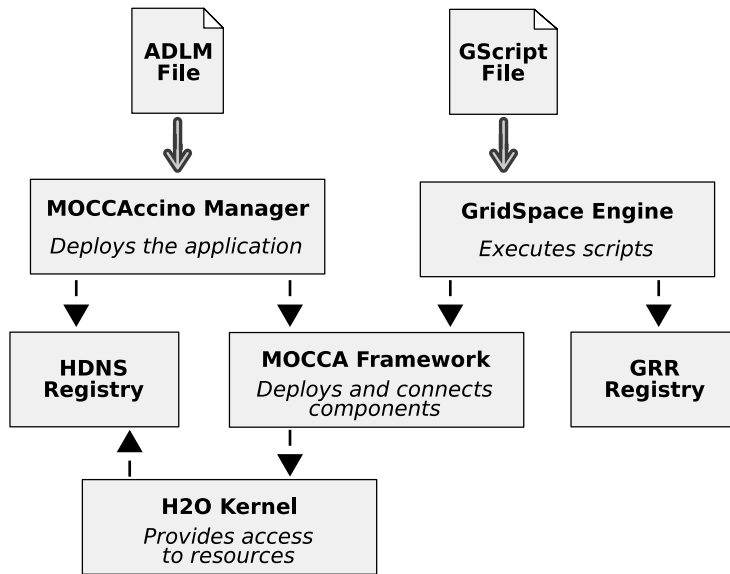 ADLM
File
GScript
File
MOCCAccino Manager
Deploys the application
GridSpace Engine
Executes scripts
HDNS
Registry
MOCCA Framework
Deploys and connects
components
GRR
Registry
H2O Kernel
Provides access
to resources